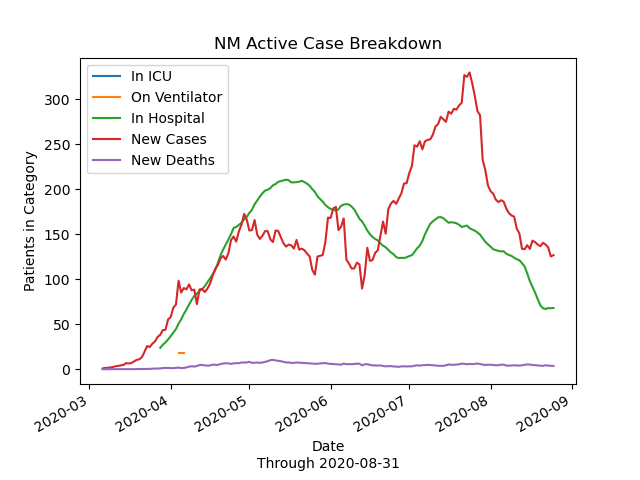 NM Active Case Breakdown
In ICU
On Ventilator
In Hospital
New Cases
New Deaths
Patients in Category
300
250
200
150
100
50
0
2020-03
2020-04
2020-05
2020-06
2020-07
2020-08
2020-09
Date
Through 2020-08-31